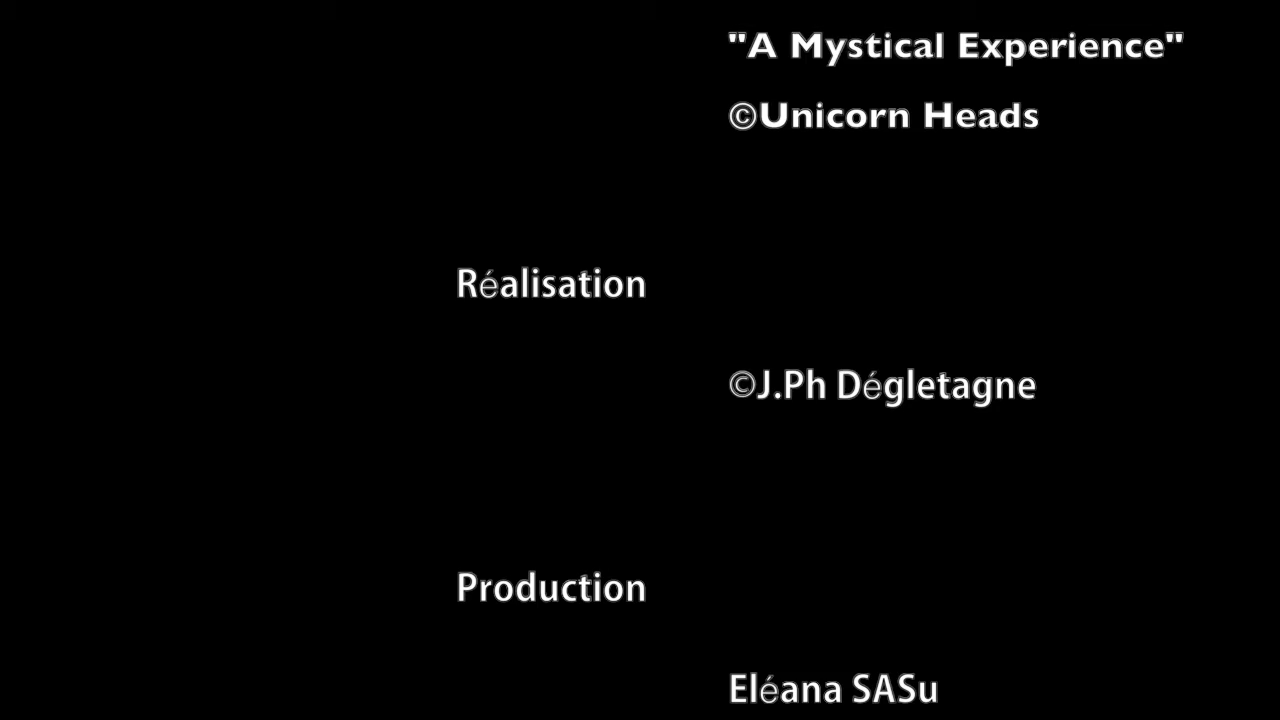 "A Mystical Experience"
©Unicorn Heads
Réalisation
©J.Ph Dégletagne
Production
Eléana SASu